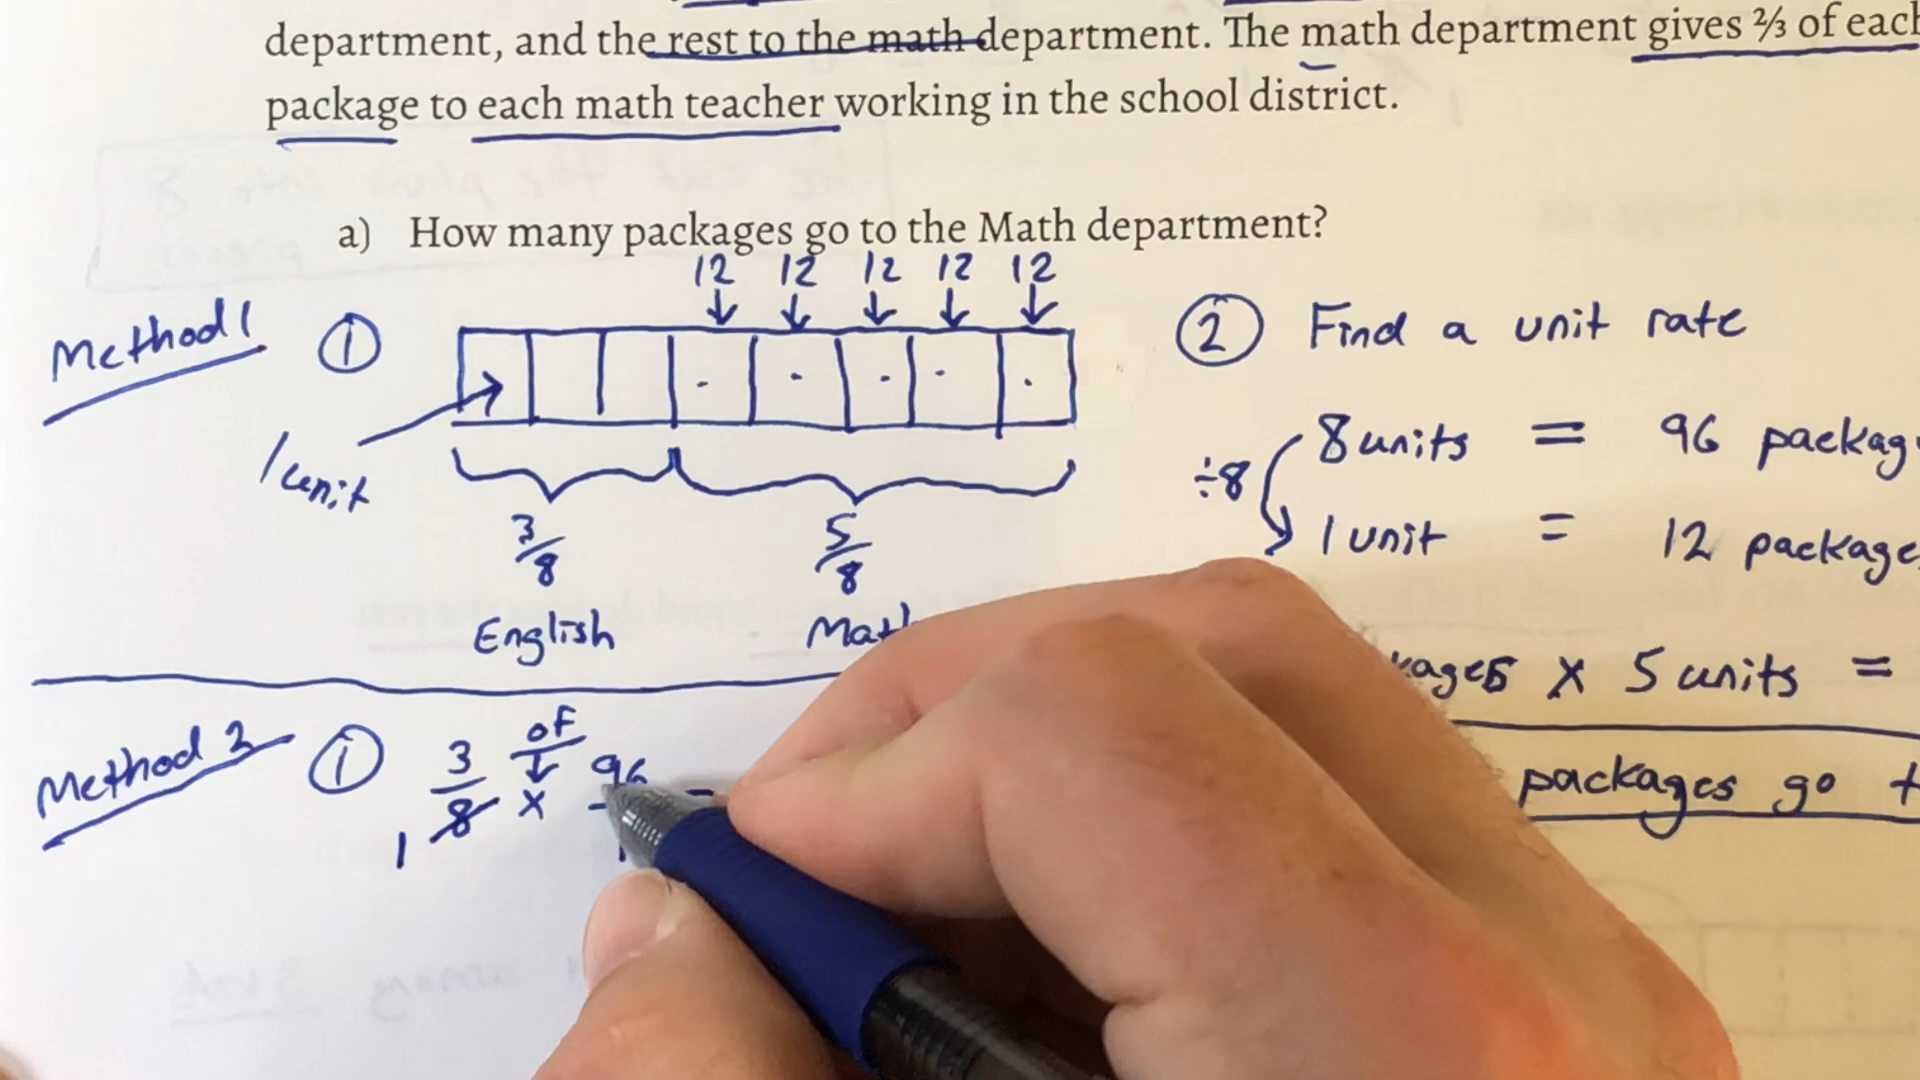 department, and the rest to the math department. The math department gives ⅔ of each
package to each math teacher working in the school district.
a) How many packages go to the Math department?
12 12 12 12 12
Method 1 ①
1 unit
3/8 5/8
English
② Find a unit rate
8 units = 96
÷8
1 unit = 12
x 5 units =
packages go
Method 2 ① 3/8 of x 96
1